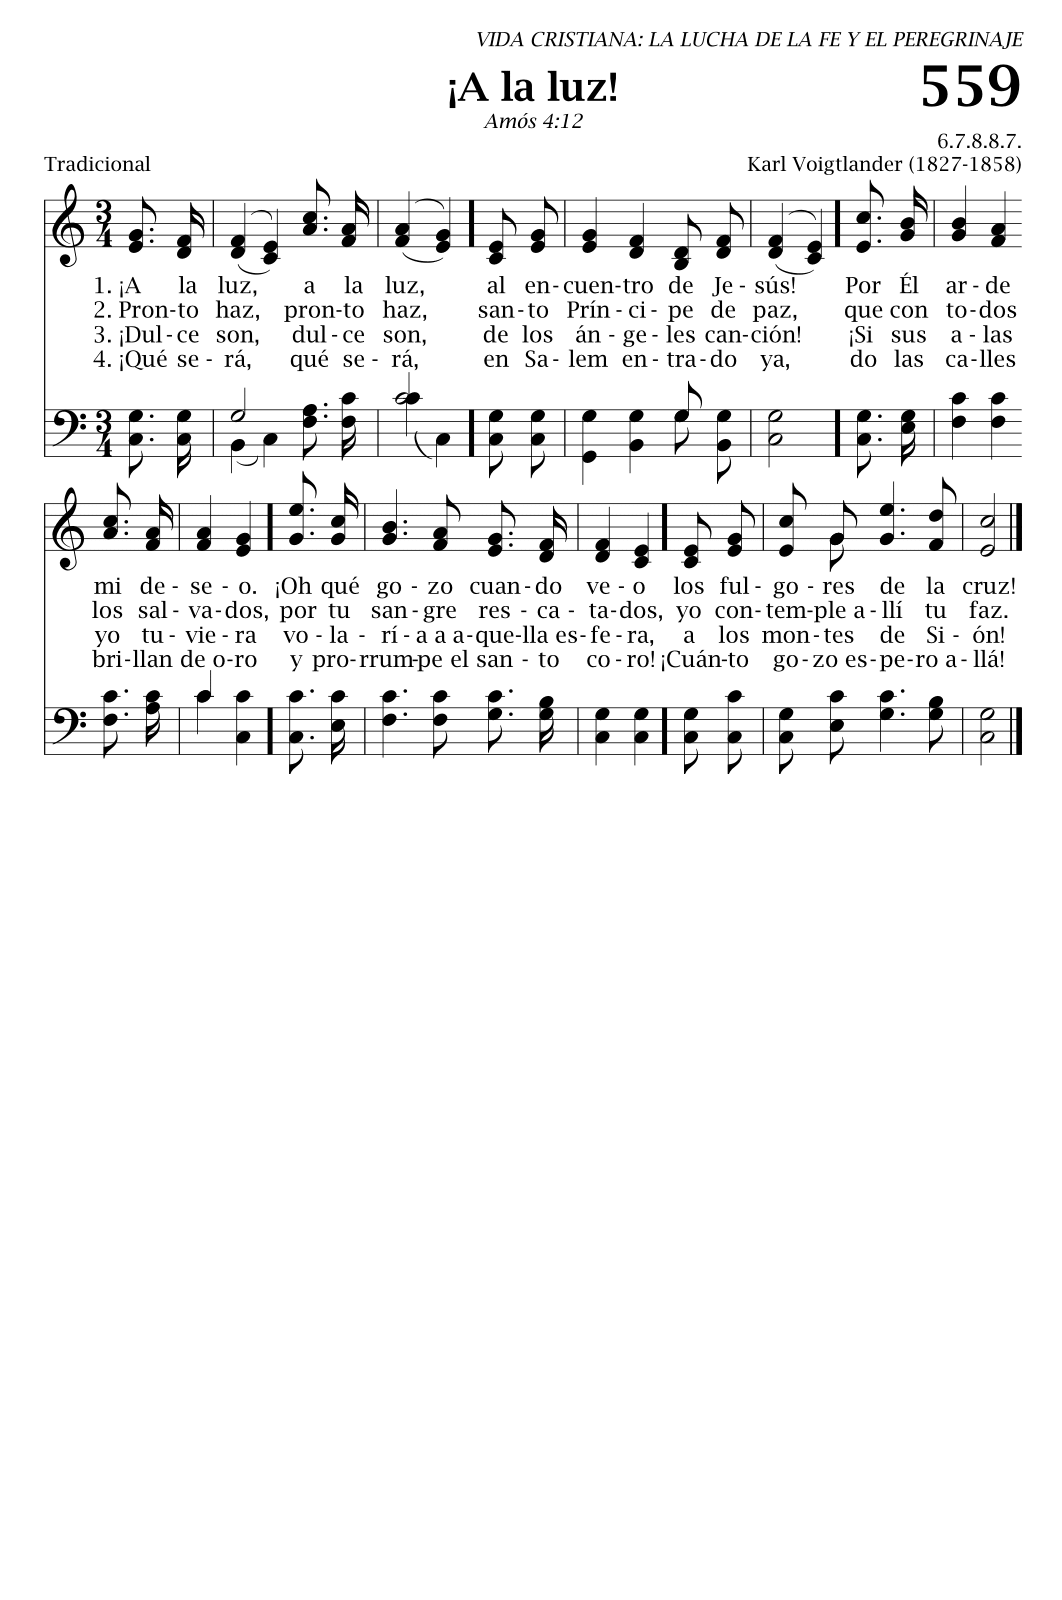 VIDA CRISTIANA: LA LUCHA DE LA FE Y EL PEREGRINAJE
¡A la luz!
559
Amós 4:12
6.7.8.8.7.
Tradicional
Karl Voigtlander (1827-1858)
1. ¡A la luz, a la luz, al en-cuen-tro de Je-sús! Por Él ar-de
2. Pron-to haz, pron-to haz, san-to Prín-ci-pe de paz, que con to-dos
3. ¡Dul-ce son, dul-ce son, de los án-ge-les can-ción! ¡Si sus a-las
4. ¡Qué se-rá, qué se-rá, en Sa-lem en-tra-do ya, do las ca-lles
mi de-se-o. ¡Oh qué go-zo cuan-do ve-o los ful-go-res de la cruz!
los sal-va-dos, por tu san-gre res-ca-ta-dos, yo con-tem-ple a-llí tu faz.
yo tu-vie-ra vo-la-rí-a a a-que-lla es-fe-ra, a los mon-tes de Si-ón!
bri-llan de o-ro y pro-rrum-pe el san-to co-ro! ¡Cuán-to go-zo es-pe-ro a-llá!